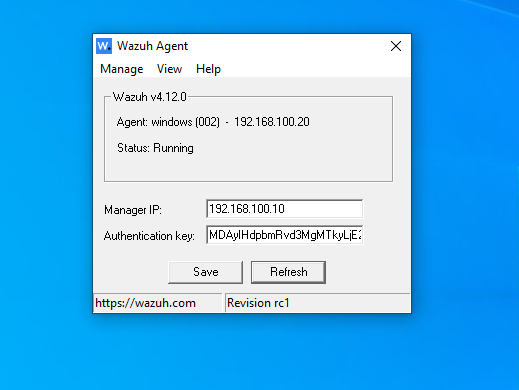 W. Wazuh Agent
Manage View Help
Wazuh v4.12.0
Agent: windows (002) - 192.168.100.20
Status: Running
Manager IP: 192.168.100.10
Authentication key: MDAyIHdpbmRvd3MgMTkyLjE2
Save Refresh
https://wazuh.com Revision rc1